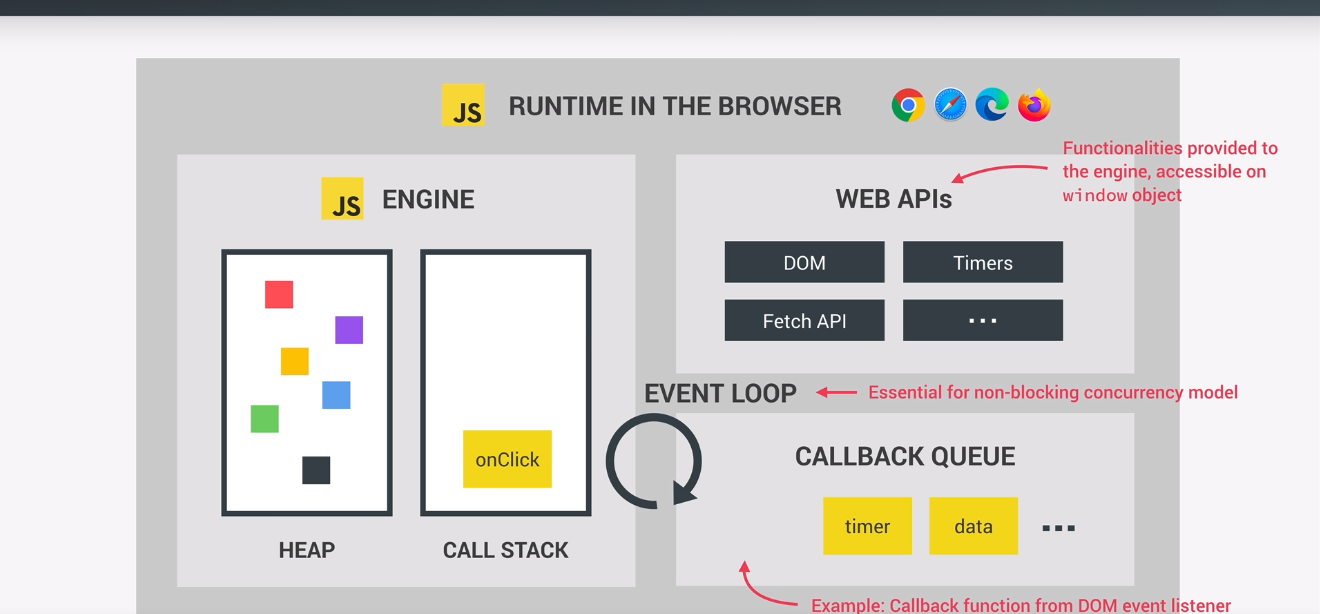 JS RUNTIME IN THE BROWSER
JS ENGINE
HEAP
onClick
CALL STACK
WEB APIs
Functionalities provided to
the engine, accessible on
window object
DOM
Timers
Fetch API
...
EVENT LOOP
Essential for non-blocking concurrency model
CALLBACK QUEUE
timer
data
...
Example: Callback function from DOM event listener